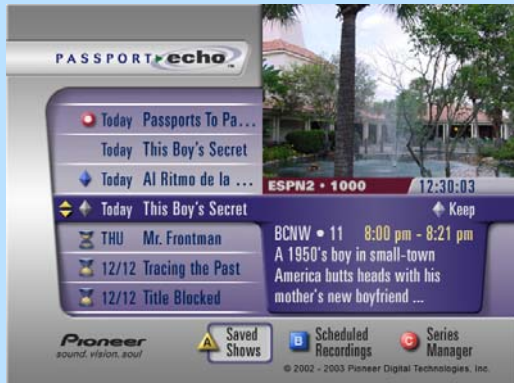 PASSPORT echo™
Today Passports To Pa...
Today This Boy's Secret
Today Al Ritmo de la ...
ESPN2 • 1000 12:30:03
Today This Boy's Secret Keep
THU Mr. Frontman
12/12 Tracing the Past
12/12 Title Blocked
BCNW • 11 8:00 pm - 8:21 pm
A 1950's boy in small-town
America butts heads with his
mother's new boyfriend ...
Pioneer
sound. vision. soul
A Saved Shows
B Scheduled Recordings
C Series Manager
© 2002 - 2003 Pioneer Digital Technologies, Inc.